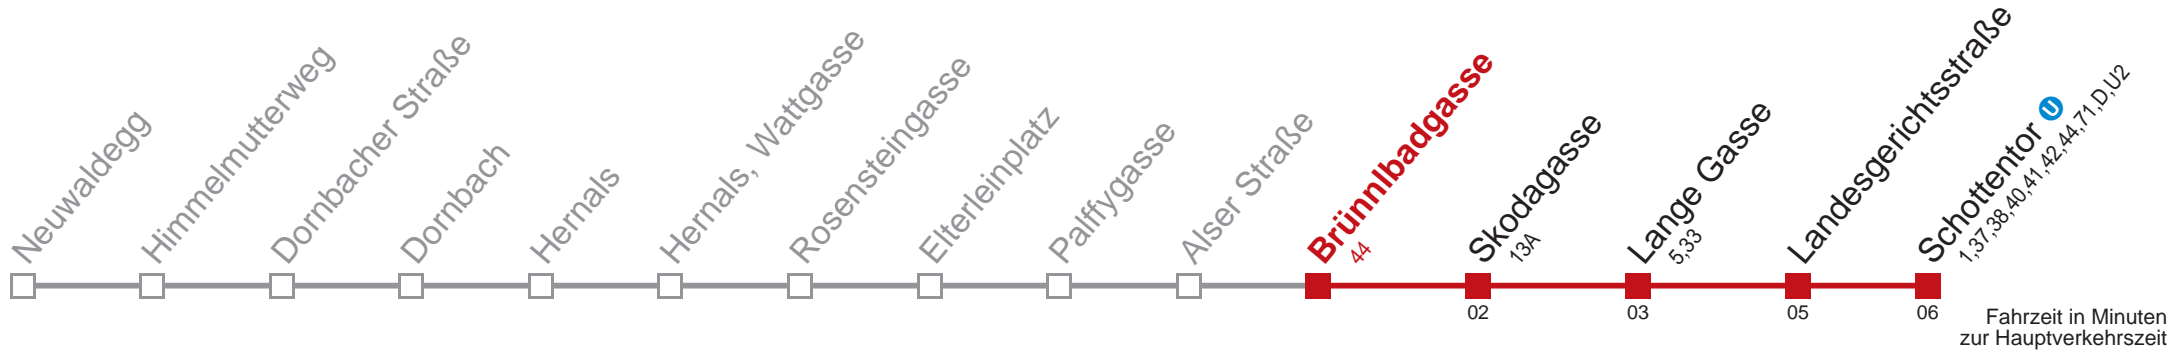 Neuwaldegg
Himmelmutterweg
Dornbacher Straße
Dornbach
Hernals
Hernals, Wattgasse
Rosensteingasse
Elterleinplatz
Palffygasse
Alser Straße
Brünnlbadgasse
44
Skodagasse
13A
Lange Gasse
5,33
Landesgerichtsstraße
Schottentor U
1,37,38,40,41,42,44,71,D,U2
02
03
05
06
Fahrzeit in Minuten
zur Hauptverkehrszeit